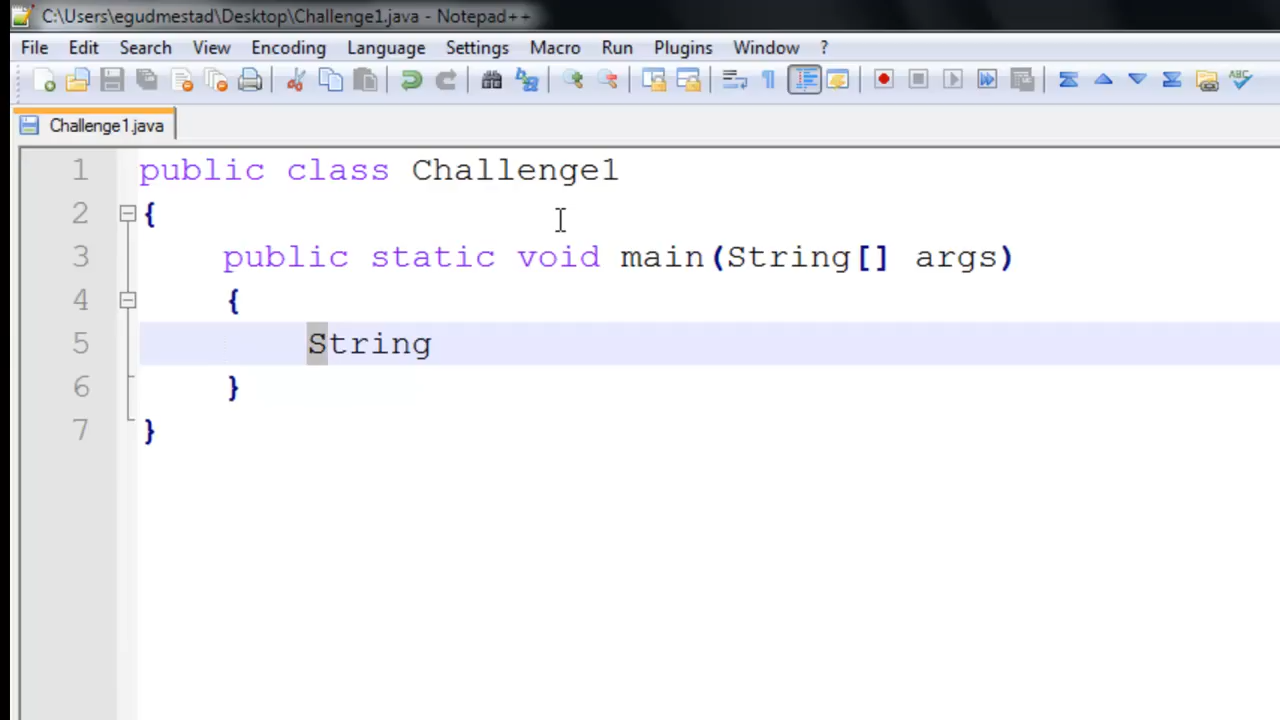 C:\Users\egudmestad\Desktop\Challenge1.java - Notepad++
File Edit Search View Encoding Language Settings Macro Run Plugins Window ?
ABC
Challenge1.java
1 public class Challenge1
2 {
3 public static void main(String[] args)
4 {
5 String
6 }
7 }